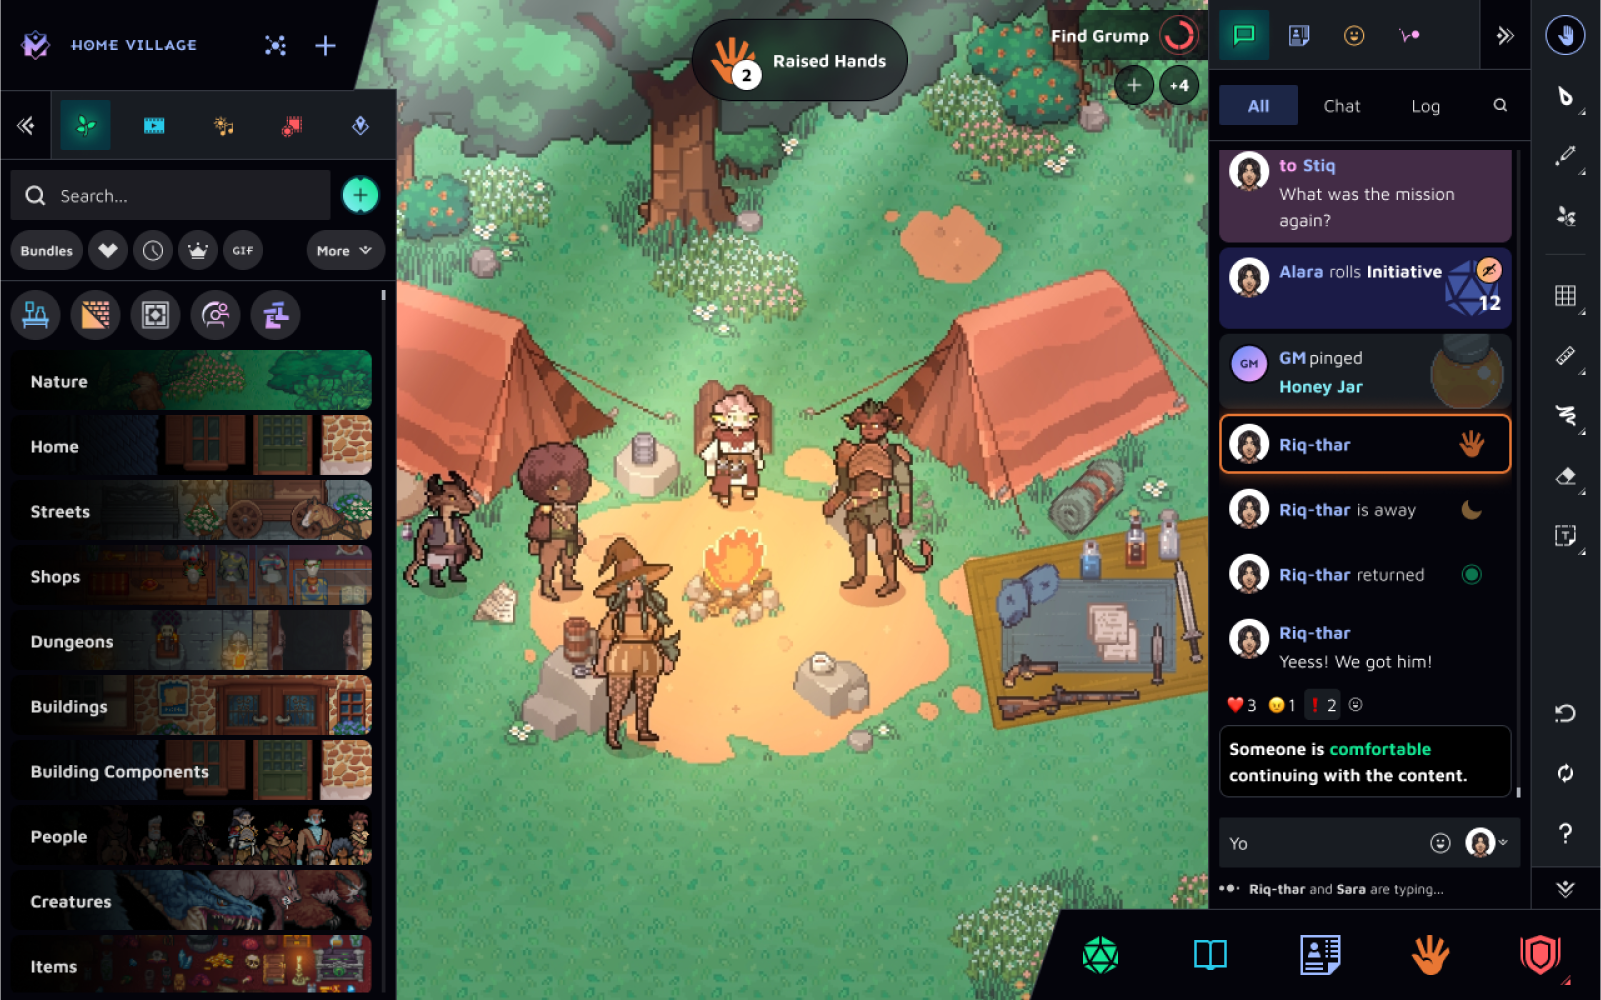 HOME VILLAGE
Search...
Bundles
GIF
More
Nature
Home
Streets
Shops
Dungeons
Buildings
Building Components
People
Creatures
Items
2
Raised Hands
Find Grump
+4
All
Chat
Log
to Stiq
What was the mission
again?
Alara rolls Initiative
12
GM
GM pinged
Honey Jar
Riq-thar
Riq-thar is away
Riq-thar returned
Riq-thar
Yeess! We got him!
3
1
2
Someone is comfortable
continuing with the content.
Yo
Riq-thar and Sara are typing...
T
?